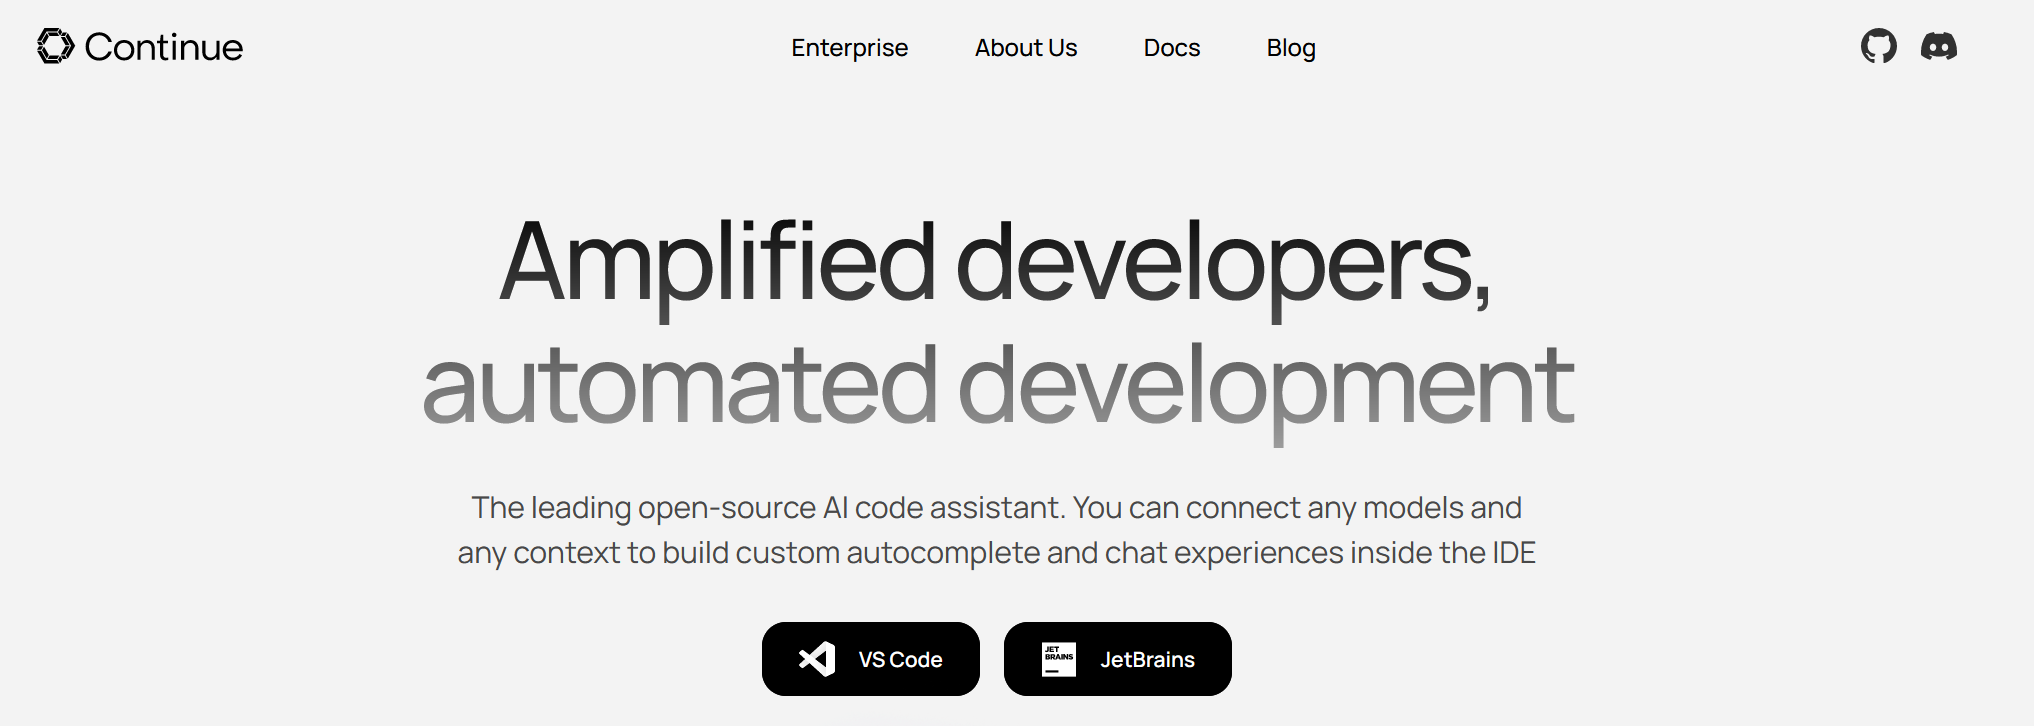 Continue
Enterprise
About Us
Docs
Blog
Amplified developers,
automated development
The leading open-source AI code assistant. You can connect any models and
any context to build custom autocomplete and chat experiences inside the IDE
VS Code
JET
BRAINS
JetBrains